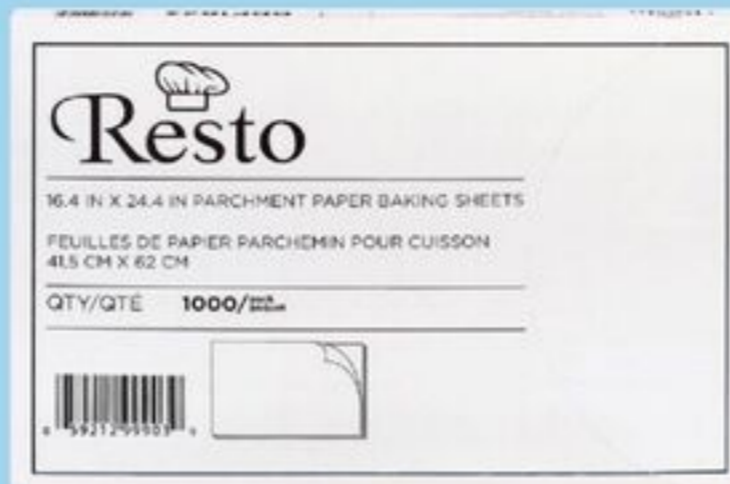 Resto
16.4 IN X 24.4 IN PARCHMENT PAPER BAKING SHEETS
FEUILLES DE PAPIER PARCHEMIN POUR CUISSON
41.5 CM X 62 CM
QTY/QTÉ 1000/